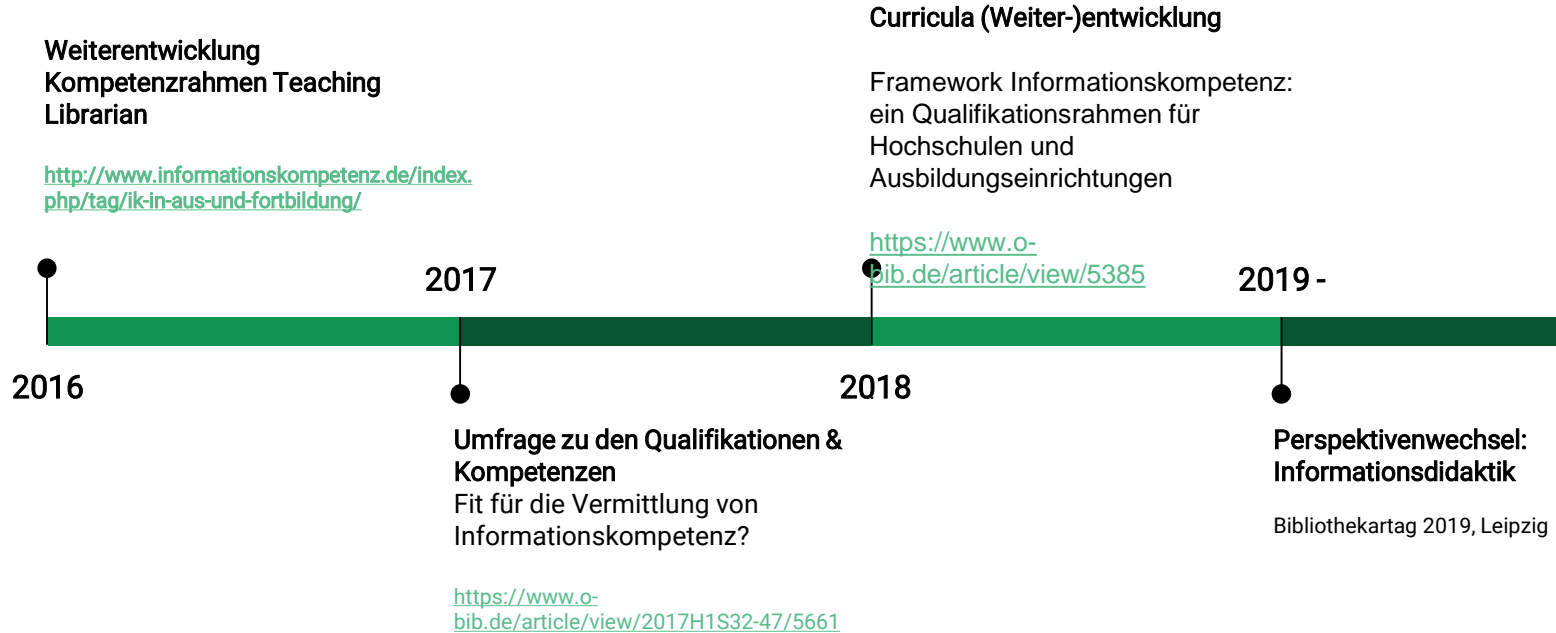 Weiterentwicklung
Kompetenzrahmen Teaching
Librarian
http://www.informationskompetenz.de/index.
php/tag/ik-in-aus-und-fortbildung/
2016
2017
Umfrage zu den Qualifikationen &
Kompetenzen
Fit für die Vermittlung von
Informationskompetenz?
https://www.o-
bib.de/article/view/2017H1S32-47/5661
Curricula (Weiter-)entwicklung
Framework Informationskompetenz:
ein Qualifikationsrahmen für
Hochschulen und
Ausbildungseinrichtungen
https://www.o-
bib.de/article/view/5385
2018
2019 -
Perspektivenwechsel:
Informationsdidaktik
Bibliothekartag 2019, Leipzig